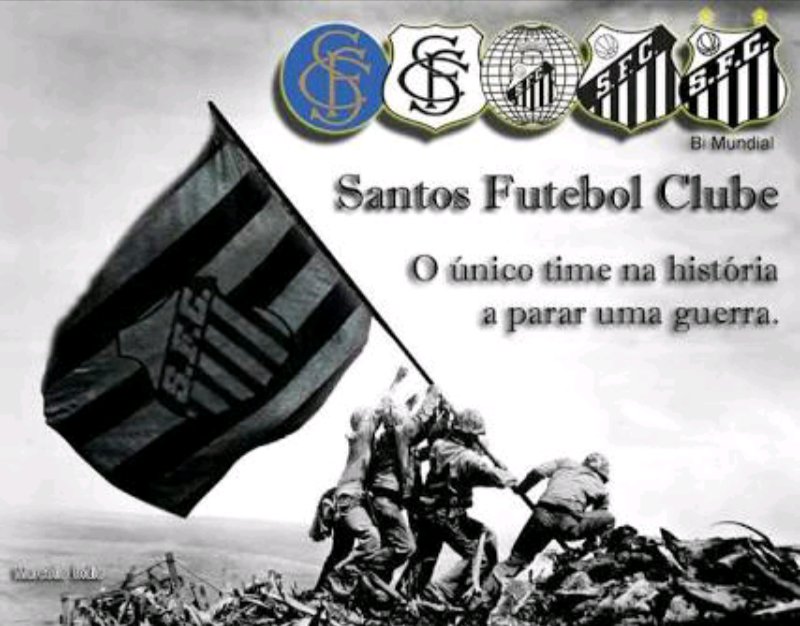 S.F.C.
S.F.C.
S.F.C.
Bi Mundial
Santos Futebol Clube
O único time na história
a parar uma guerra.
S.F.C.